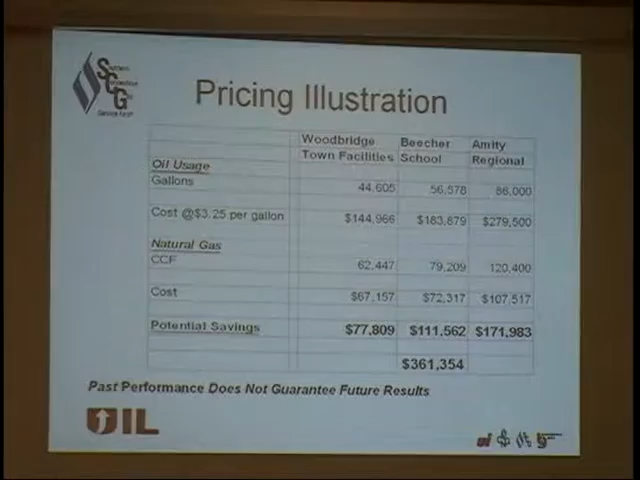 Southern
Connecticut
Gas
Pricing Illustration
Woodbridge Beecher Amity
Town Facilities School Regional
Oil Usage
Gallons 44,605 56,578 86,000
Cost @$3.25 per gallon $144,966 $183,879 $279,500
Natural Gas
CCF 62,447 79,209 120,400
Cost $67,157 $72,317 $107,517
Potential Savings $77,809 $111,562 $171,983
$361,354
Past Performance Does Not Guarantee Future Results
UIL